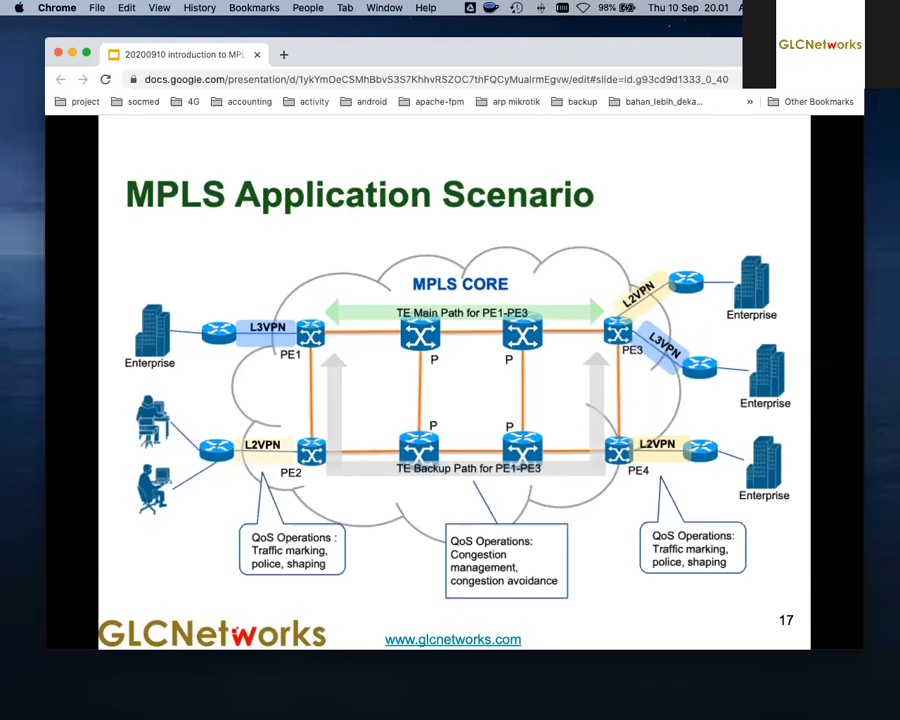 Chrome File Edit View History Bookmarks People Tab Window Help 98% Thu 10 Sep 20.01
GLCNetworks
20200910 introduction to MPL
docs.google.com/presentation/d/1ykYmOeCSMhBbvS3S7KhhvRSZOC7thFQCyMualrmEgvw/edit#slide=id.g93cd9d1333_0_40
project socmed 4G accounting activity android apache-fpm arp mikrotik backup bahan_lebih_deka... » Other Bookmarks
MPLS Application Scenario
MPLS CORE
TE Main Path for PE1-PE3
L2VPN
Enterprise
L3VPN
PE1
P
P
PE3
L3VPN
Enterprise
Enterprise
P
P
L2VPN
PE2
TE Backup Path for PE1-PE3
L2VPN
PE4
Enterprise
QoS Operations :
Traffic marking,
police, shaping
QoS Operations:
Congestion
management,
congestion avoidance
QoS Operations:
Traffic marking,
police, shaping
17
GLCNetworks
www.glcnetworks.com